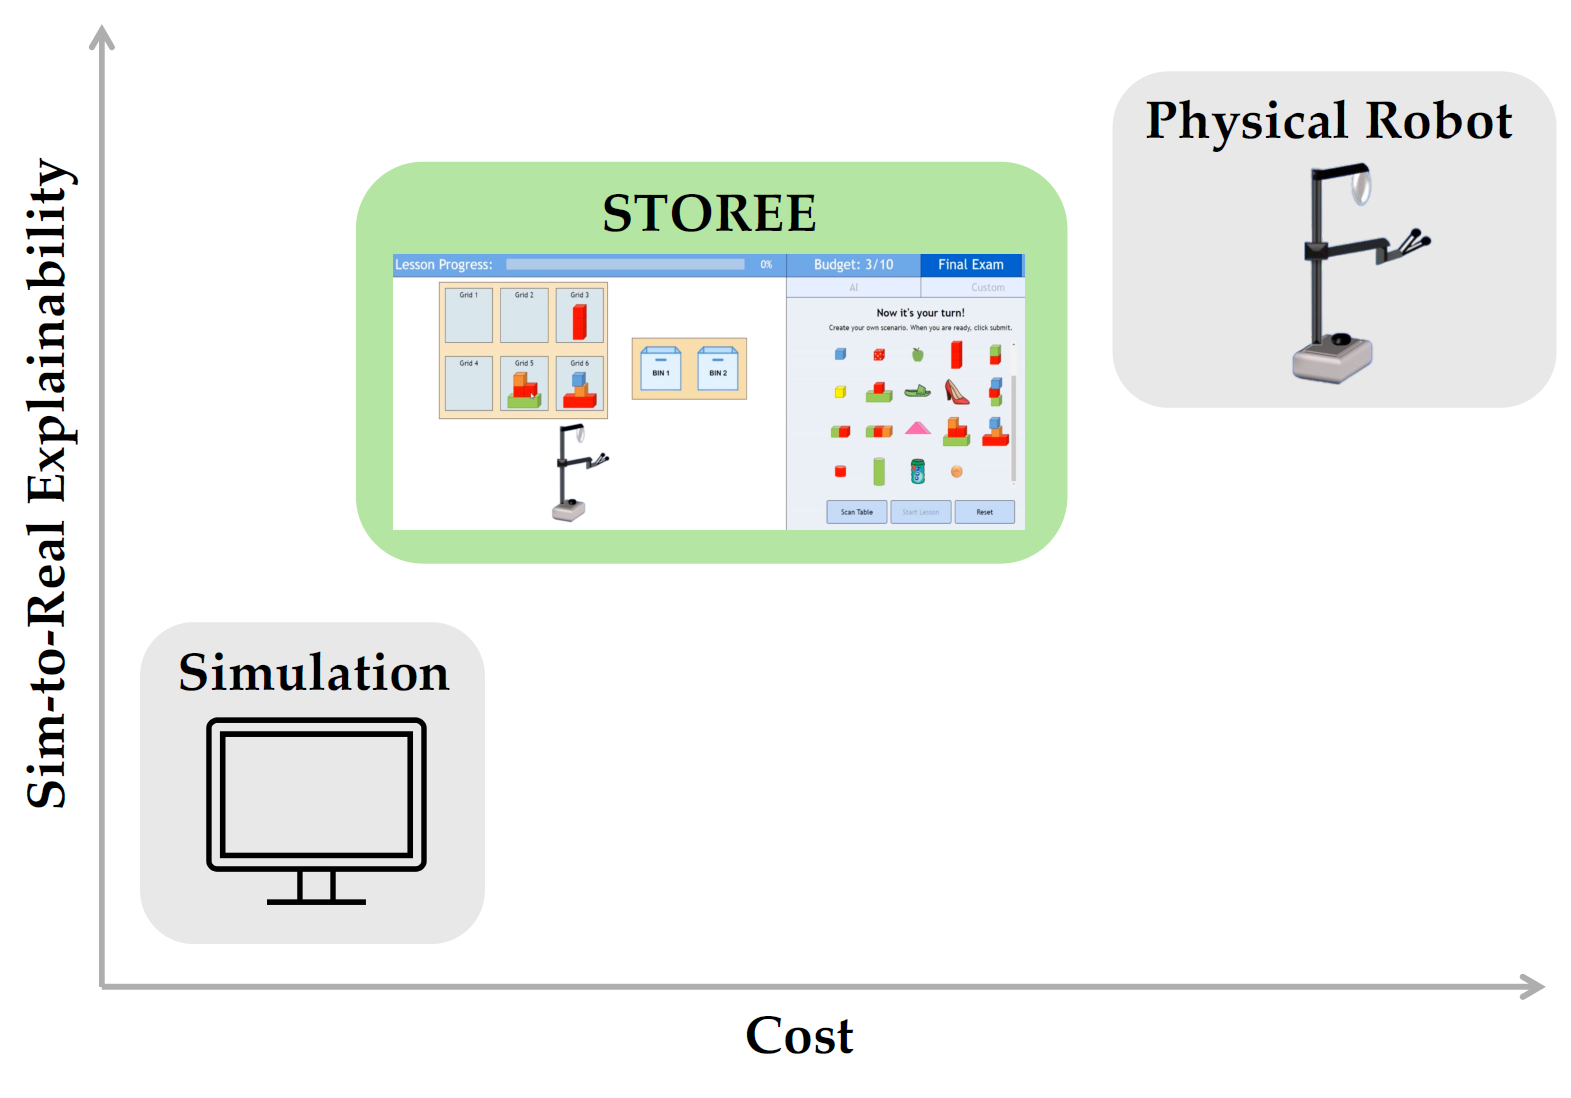 Sim-to-Real Explainability
Physical Robot
STOREE
Lesson Progress:
0%
Budget: 3/10
Final Exam
AI
Custom
Grid 1
Grid 2
Grid 3
Grid 4
Grid 5
Grid 6
BIN 1
BIN 2
Now it's your turn!
Create your own scenario. When you are ready, click submit.
Scan Table
Start Lesson
Reset
Simulation
Cost